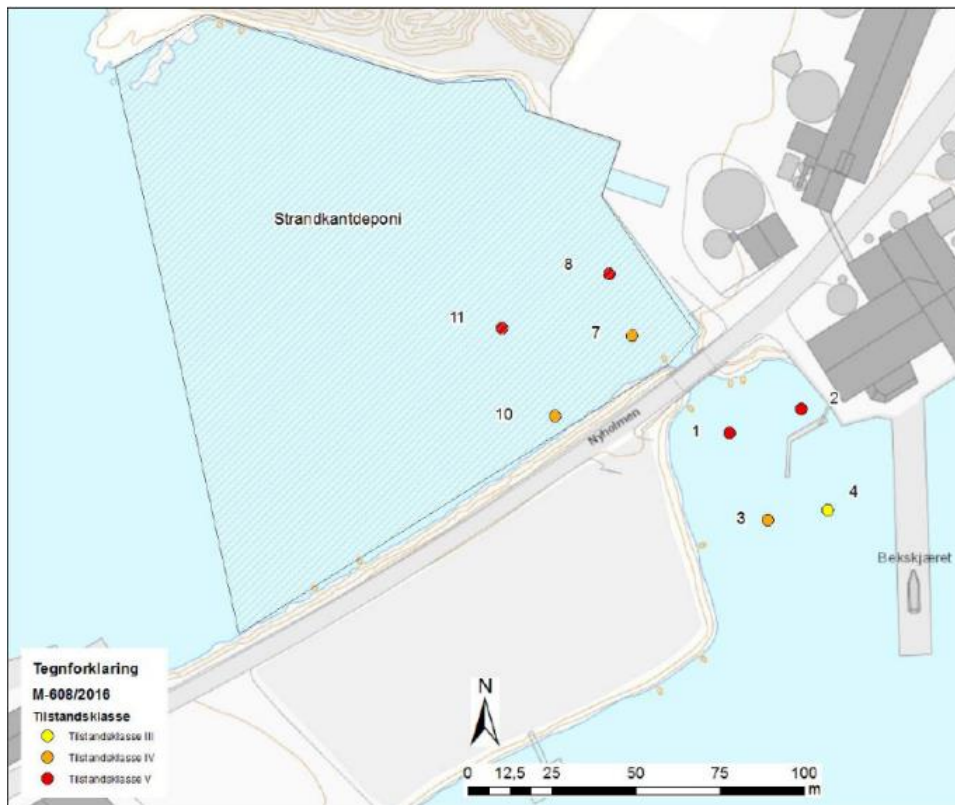 Strandkantdeponi
8
11
7
10
Nyholmen
2
1
4
3
Bekskjæret
Tegnforklaring
M-608/2016
Tilstandsklasse
Tilstandsklasse III
Tilstandsklasse IV
Tilstandsklasse V
N
0 12,5 25 50 75 100
m